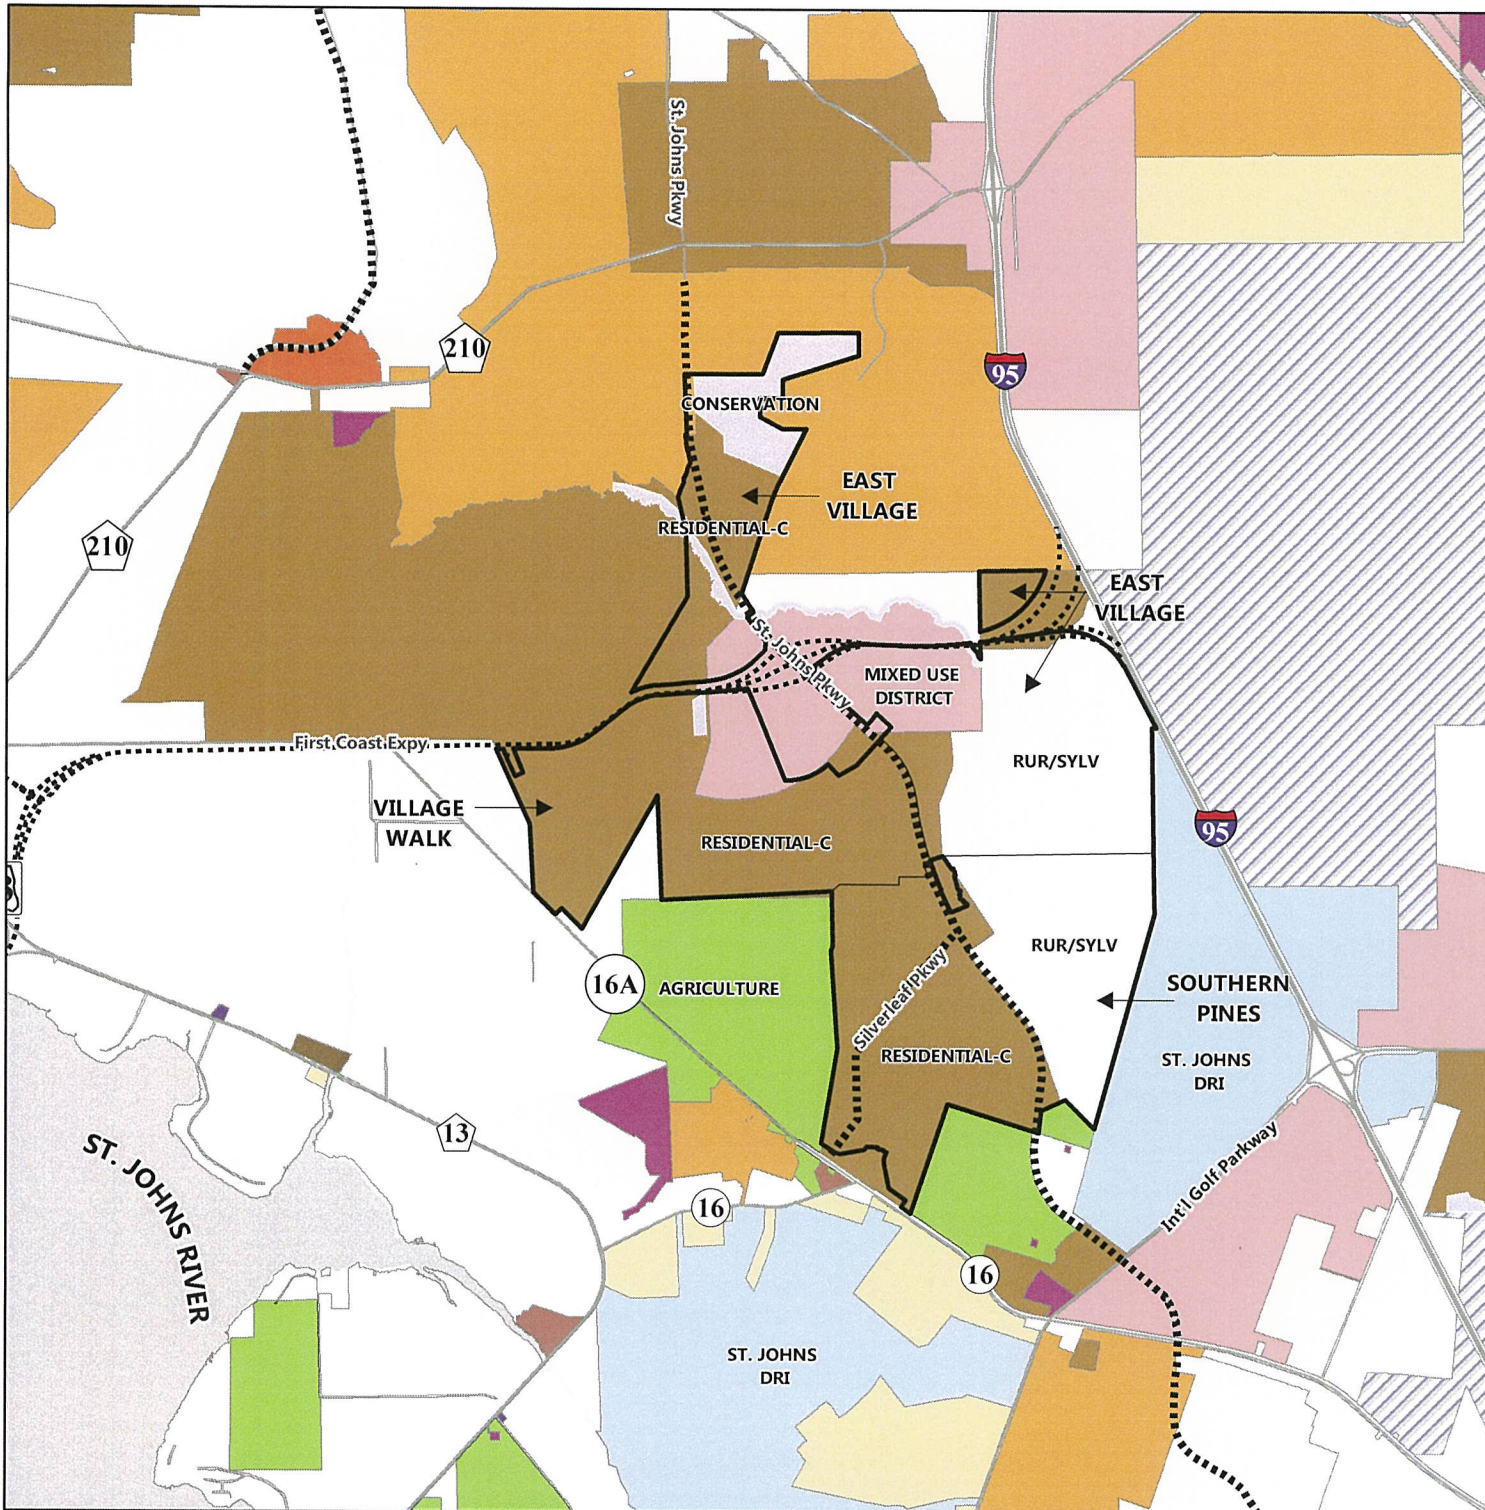 St. Johns Pkwy
210
95
CONSERVATION
EAST
VILLAGE
RESIDENTIAL-C
210
EAST
VILLAGE
St. Johns Pkwy
MIXED USE
DISTRICT
First Coast Expy
RUR/SYLV
VILLAGE
WALK
95
RESIDENTIAL-C
RUR/SYLV
16A
AGRICULTURE
SOUTHERN
PINES
Silverleaf Pkwy
RESIDENTIAL-C
ST. JOHNS
DRI
13
ST. JOHNS RIVER
Int'l Golf Parkway
16
16
ST. JOHNS
DRI